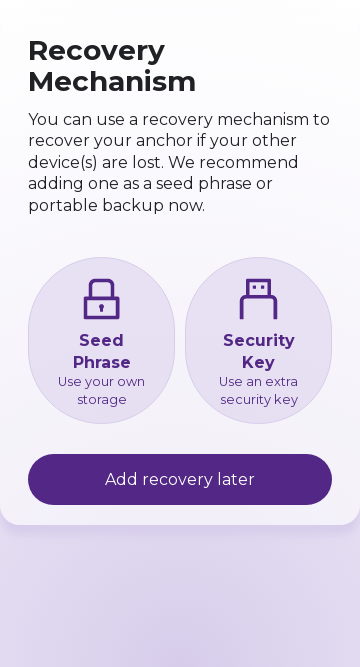 Recovery
Mechanism
You can use a recovery mechanism to
recover your anchor if your other
device(s) are lost. We recommend
adding one as a seed phrase or
portable backup now.
Seed
Phrase
Use your own
storage
Security
Key
Use an extra
security key
Add recovery later